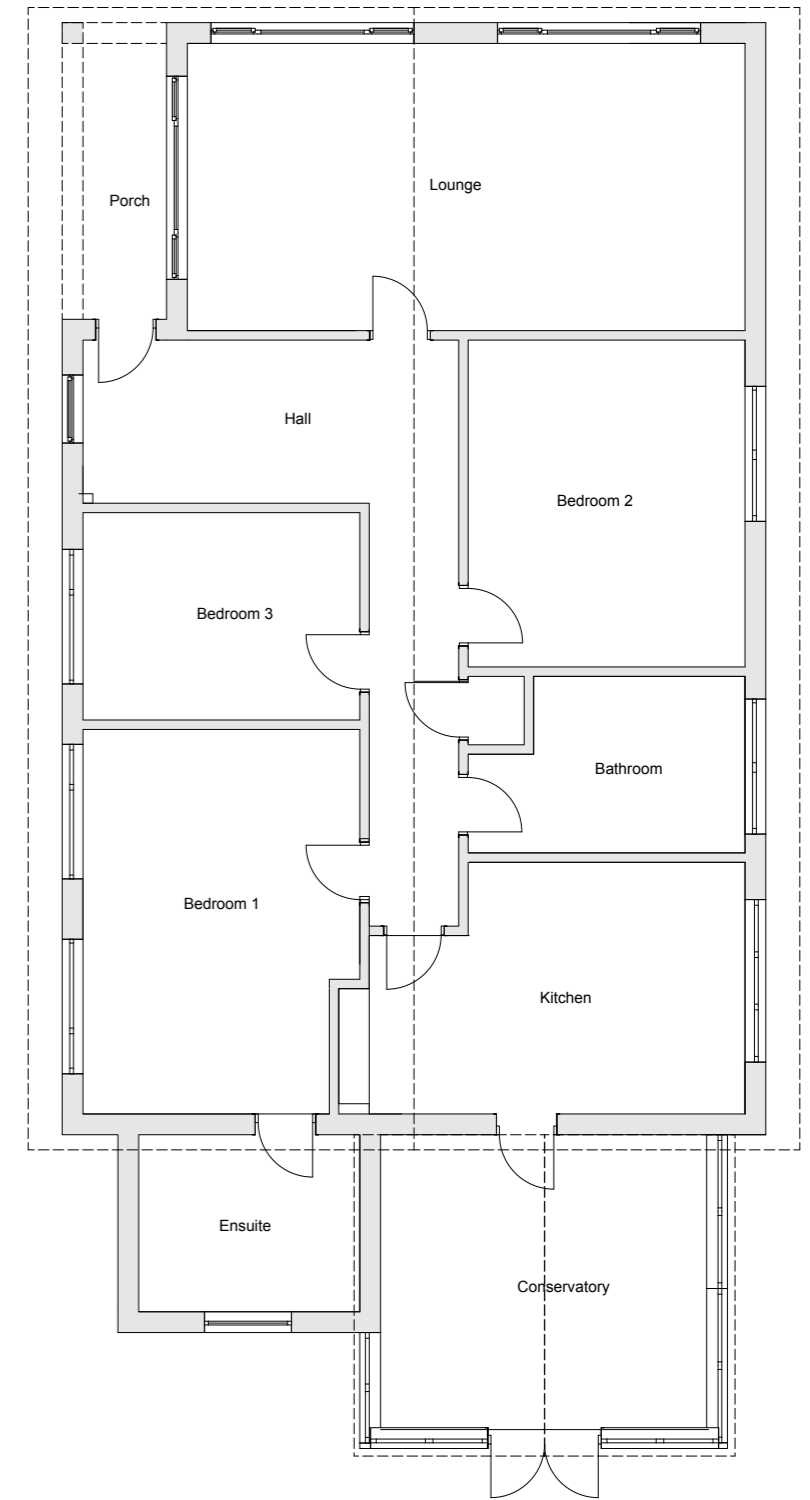 Lounge
Porch
Hall
Bedroom 2
Bedroom 3
Bathroom
Bedroom 1
Kitchen
Ensuite
Conservatory